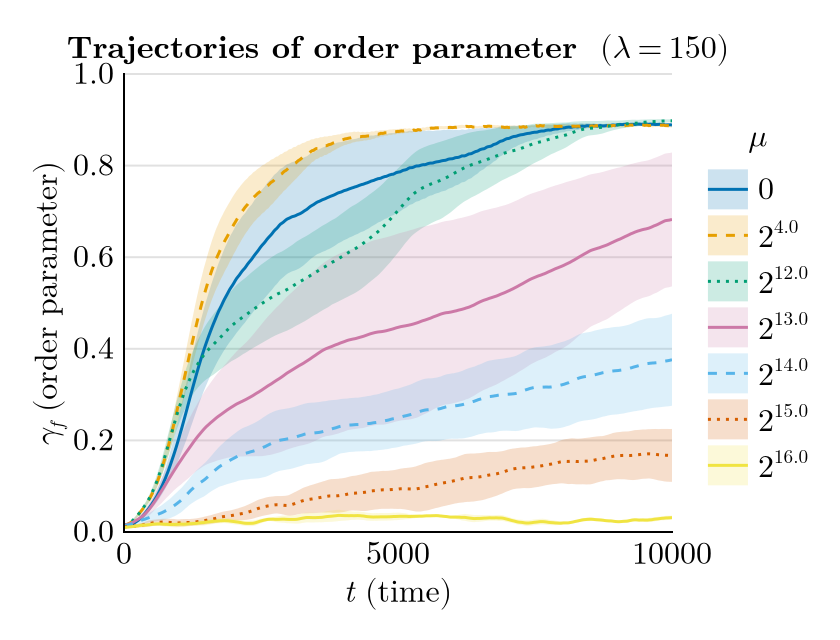 Trajectories of order parameter (λ = 150)
1.0
0.8
0.6
0.4
0.2
0.0
γf (order parameter)
0 5000 10000
t (time)
μ
0
2^4.0
2^12.0
2^13.0
2^14.0
2^15.0
2^16.0